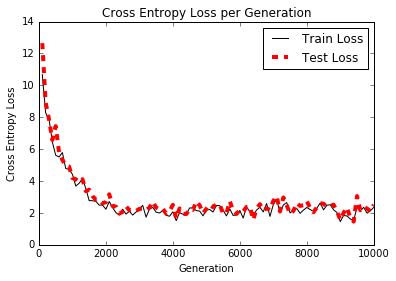 Cross Entropy Loss per Generation
14
12
10
8
6
4
2
0
Cross Entropy Loss
Train Loss
Test Loss
0 2000 4000 6000 8000 10000
Generation